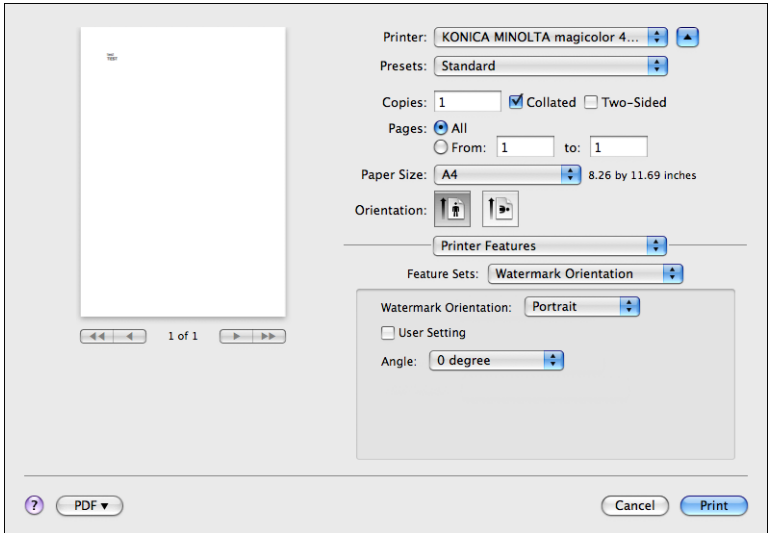 Printer: KONICA MINOLTA magicolor 4...
Presets: Standard
Copies: 1 Collated Two-Sided
Pages: All
From: 1 to: 1
Paper Size: A4 8.26 by 11.69 inches
Orientation:
Printer Features
Feature Sets: Watermark Orientation
Watermark Orientation: Portrait
User Setting
Angle: 0 degree
1 of 1
? PDF ▼ Cancel Print